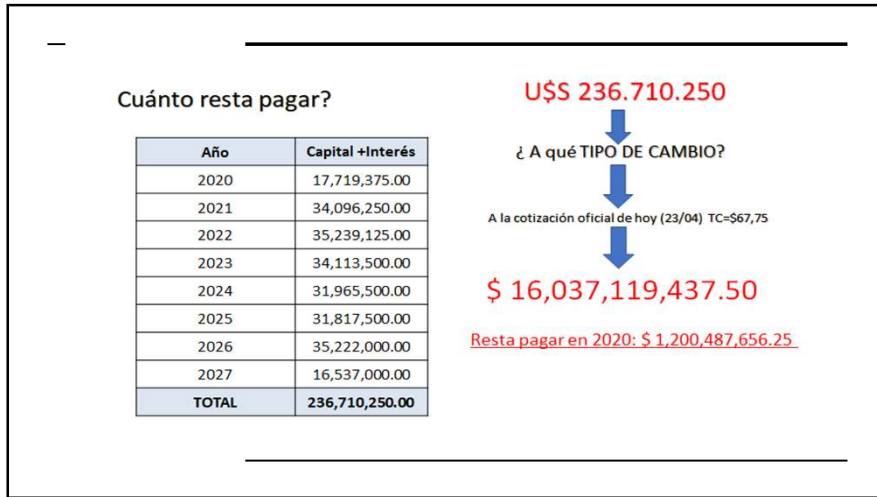 Cuánto resta pagar?
Año Capital +Interés
2020 17,719,375.00
2021 34,096,250.00
2022 35,239,125.00
2023 34,113,500.00
2024 31,965,500.00
2025 31,817,500.00
2026 35,222,000.00
2027 16,537,000.00
TOTAL 236,710,250.00
U$S 236.710.250
¿ A qué TIPO DE CAMBIO?
A la cotización oficial de hoy (23/04) TC=$67,75
$ 16,037,119,437.50
Resta pagar en 2020: $ 1,200,487,656.25